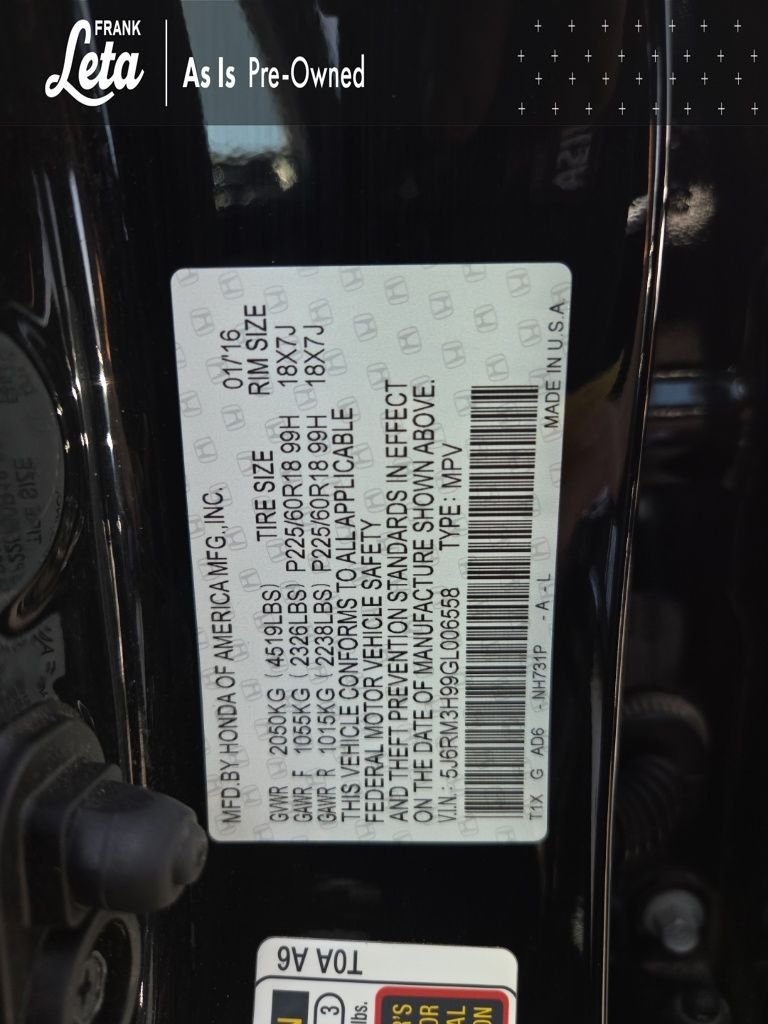 FRANK
Leta
As Is Pre-Owned
MFD.BY HONDA OF AMERICA MFG.,INC. 01/'16
TIRE SIZE RIM SIZE
GVWR 2050KG (4519LBS)
GAWR F 1055KG (2326LBS) P225/60R18 99H 18X7J
GAWR R 1015KG (2238LBS) P225/60R18 99H 18X7J
THIS VEHICLE CONFORMS TO ALL APPLICABLE
FEDERAL MOTOR VEHICLE SAFETY
AND THEFT PREVENTION STANDARDS IN EFFECT
ON THE DATE OF MANUFACTURE SHOWN ABOVE.
V.I.N.: 5J6RM3H99GL006558 TYPE: MPV
T1X G AD6 - NH731P - A - L
MADE IN U.S.A
T0A A6
3
lbs.